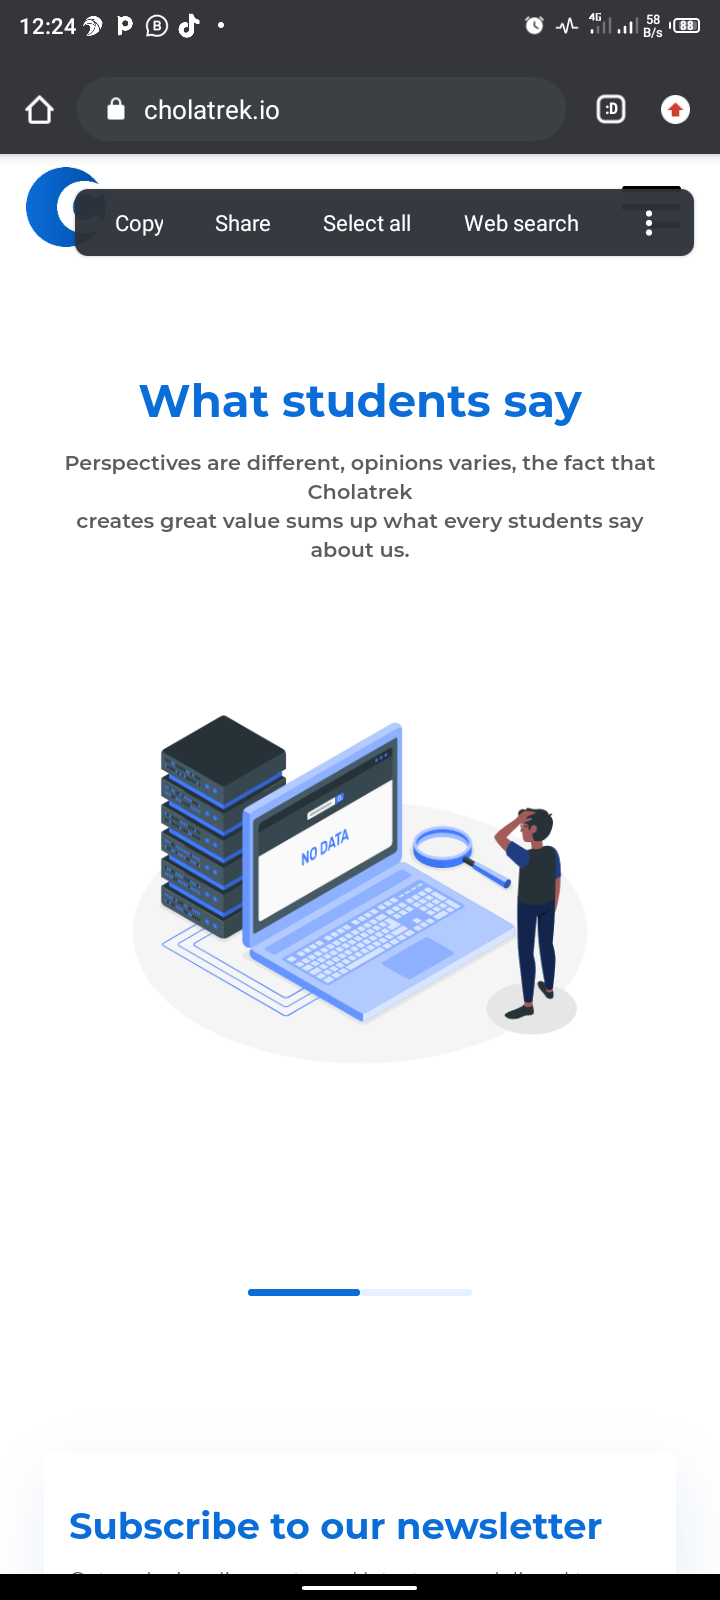 12:24
4G
58
B/s
88
cholatrek.io
:D
Copy
Share
Select all
Web search
What students say
Perspectives are different, opinions varies, the fact that
Cholatrek
creates great value sums up what every students say
about us.
NO DATA
Subscribe to our newsletter